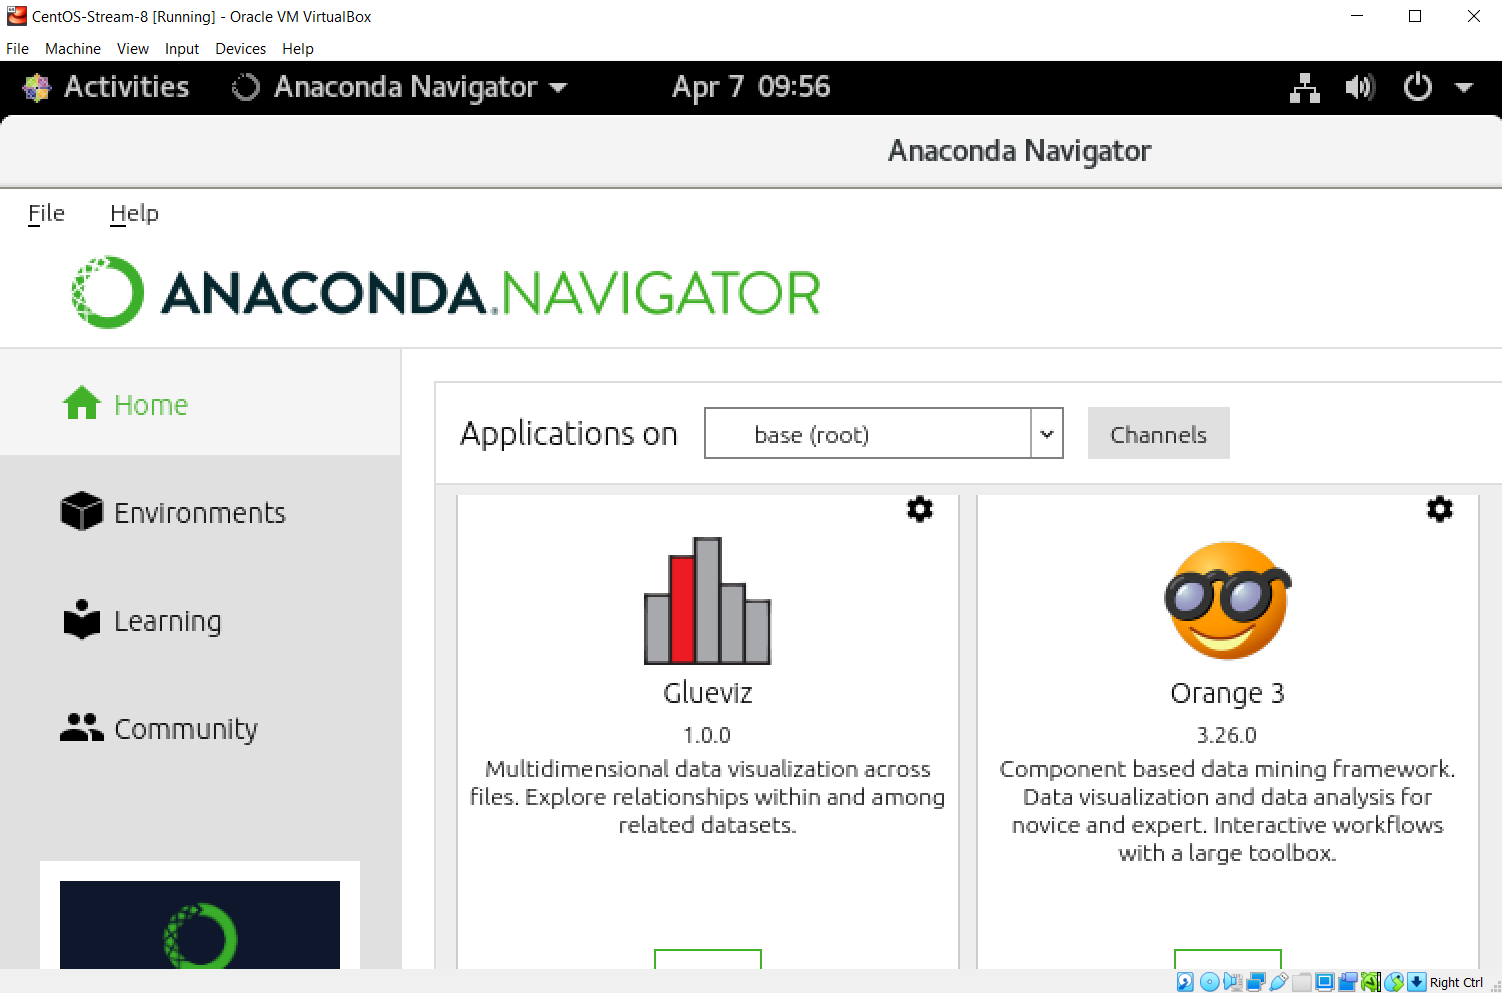 CentOS-Stream-8 [Running] - Oracle VM VirtualBox
File Machine View Input Devices Help
Activities Anaconda Navigator Apr 7 09:56
Anaconda Navigator
File Help
ANACONDA.NAVIGATOR
Home
Environments
Learning
Community
Applications on base (root) Channels
Glueviz
1.0.0
Multidimensional data visualization across
files. Explore relationships within and among
related datasets.
Orange 3
3.26.0
Component based data mining framework.
Data visualization and data analysis for
novice and expert. Interactive workflows
with a large toolbox.
Right Ctrl